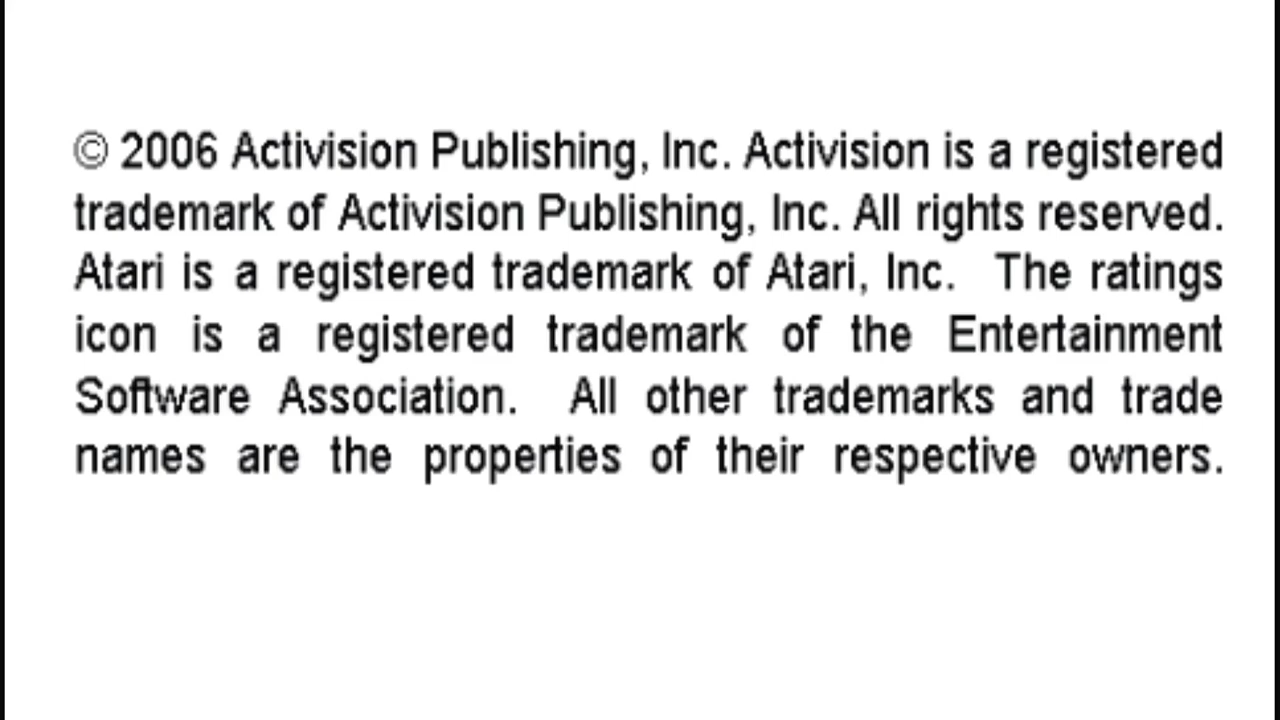 © 2006 Activision Publishing, Inc. Activision is a registered
trademark of Activision Publishing, Inc. All rights reserved.
Atari is a registered trademark of Atari, Inc. The ratings
icon is a registered trademark of the Entertainment
Software Association. All other trademarks and trade
names are the properties of their respective owners.